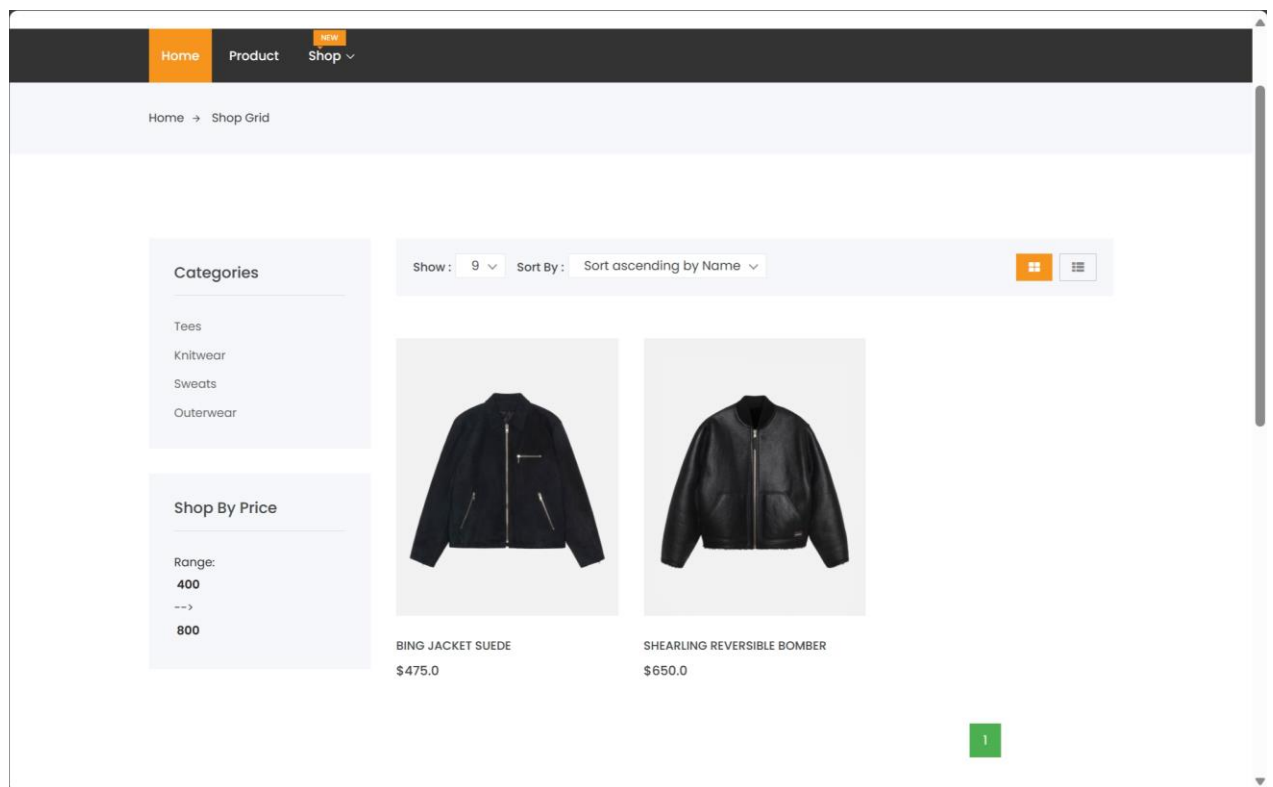 NEW
Home Product Shop
Home → Shop Grid
Categories
Tees
Knitwear
Sweats
Outerwear
Shop By Price
Range:
400
-->
800
Show : 9 Sort By : Sort ascending by Name
BING JACKET SUEDE
$475.0
SHEARLING REVERSIBLE BOMBER
$650.0
1